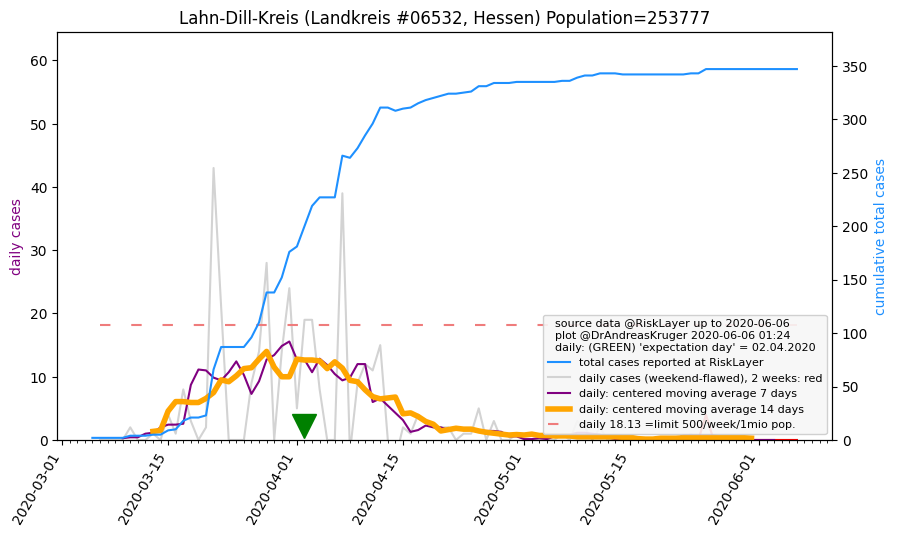 Lahn-Dill-Kreis (Landkreis #06532, Hessen) Population=253777
60
50
40
30
20
10
0
daily cases
350
300
250
200
150
100
50
0
cumulative total cases
source data @RiskLayer up to 2020-06-06
plot @DrAndreasKruger 2020-06-06 01:24
daily: (GREEN) 'expectation day' = 02.04.2020
total cases reported at RiskLayer
daily cases (weekend-flawed), 2 weeks: red
daily: centered moving average 7 days
daily: centered moving average 14 days
daily 18.13 =limit 500/week/1mio pop.
2020-03-01
2020-03-15
2020-04-01
2020-04-15
2020-05-01
2020-05-15
2020-06-01